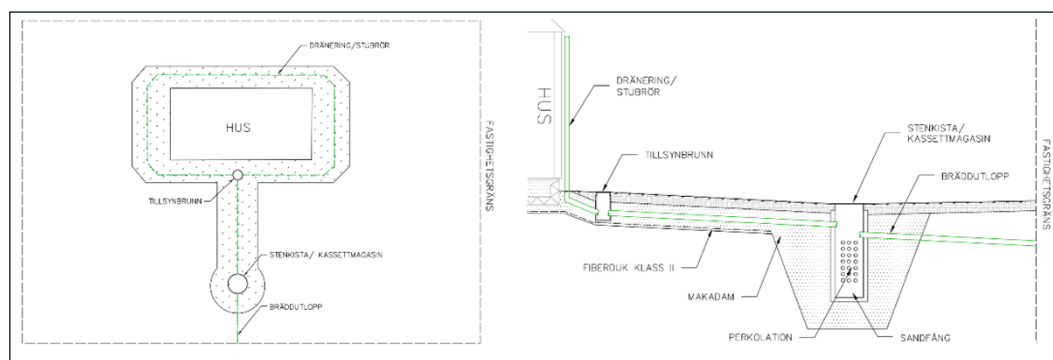 DRÄNERING/STUBRÖR
HUS
TILLSYNBRUNN
STENKISTA/ KASSETTMAGASIN
BRÄDDUTLOPP
FASTIGHETSGRÄNS
HUS
DRÄNERING/
STUBRÖR
TILLSYNBRUNN
STENKISTA/
KASSETTMAGASIN
BRÄDDUTLOPP
FIBERDUK KLASS II
MAKADAM
PERKOLATION
SANDFÅNG
FASTIGHETSGRÄNS